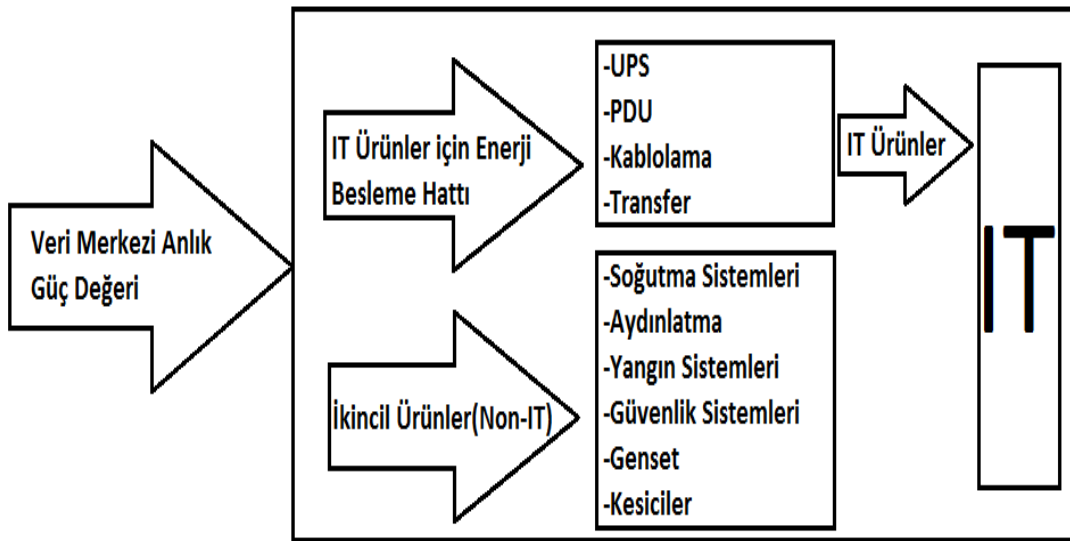 Veri Merkezi Anlık
Güç Değeri
IT Ürünler için Enerji
Besleme Hattı
-UPS
-PDU
-Kablolama
-Transfer
IT Ürünler
İkincil Ürünler(Non-IT)
-Soğutma Sistemleri
-Aydınlatma
-Yangın Sistemleri
-Güvenlik Sistemleri
-Genset
-Kesiciler
IT